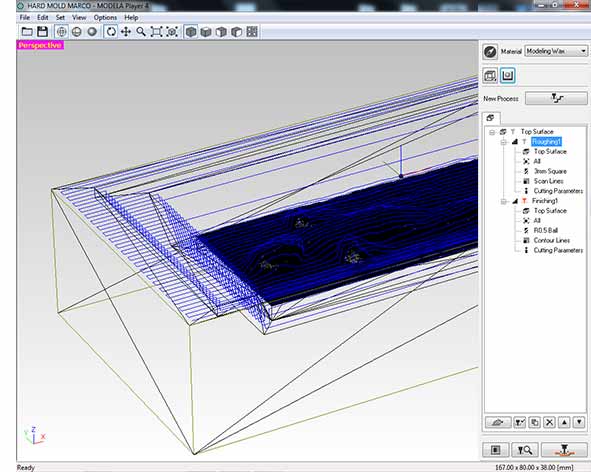 HARD MOLD MARCO - MODELA Player 4
File Edit Set View Options Help
Perspective
Material Modeling Wax
New Process
Top Surface
Roughing1
Top Surface
All
3mm Square
Scan Lines
Cutting Parameters
Finishing1
Top Surface
All
R0.5 Ball
Contour Lines
Cutting Parameters
Z
Y
X
Ready 167.00 x 80.00 x 38.00 [mm]